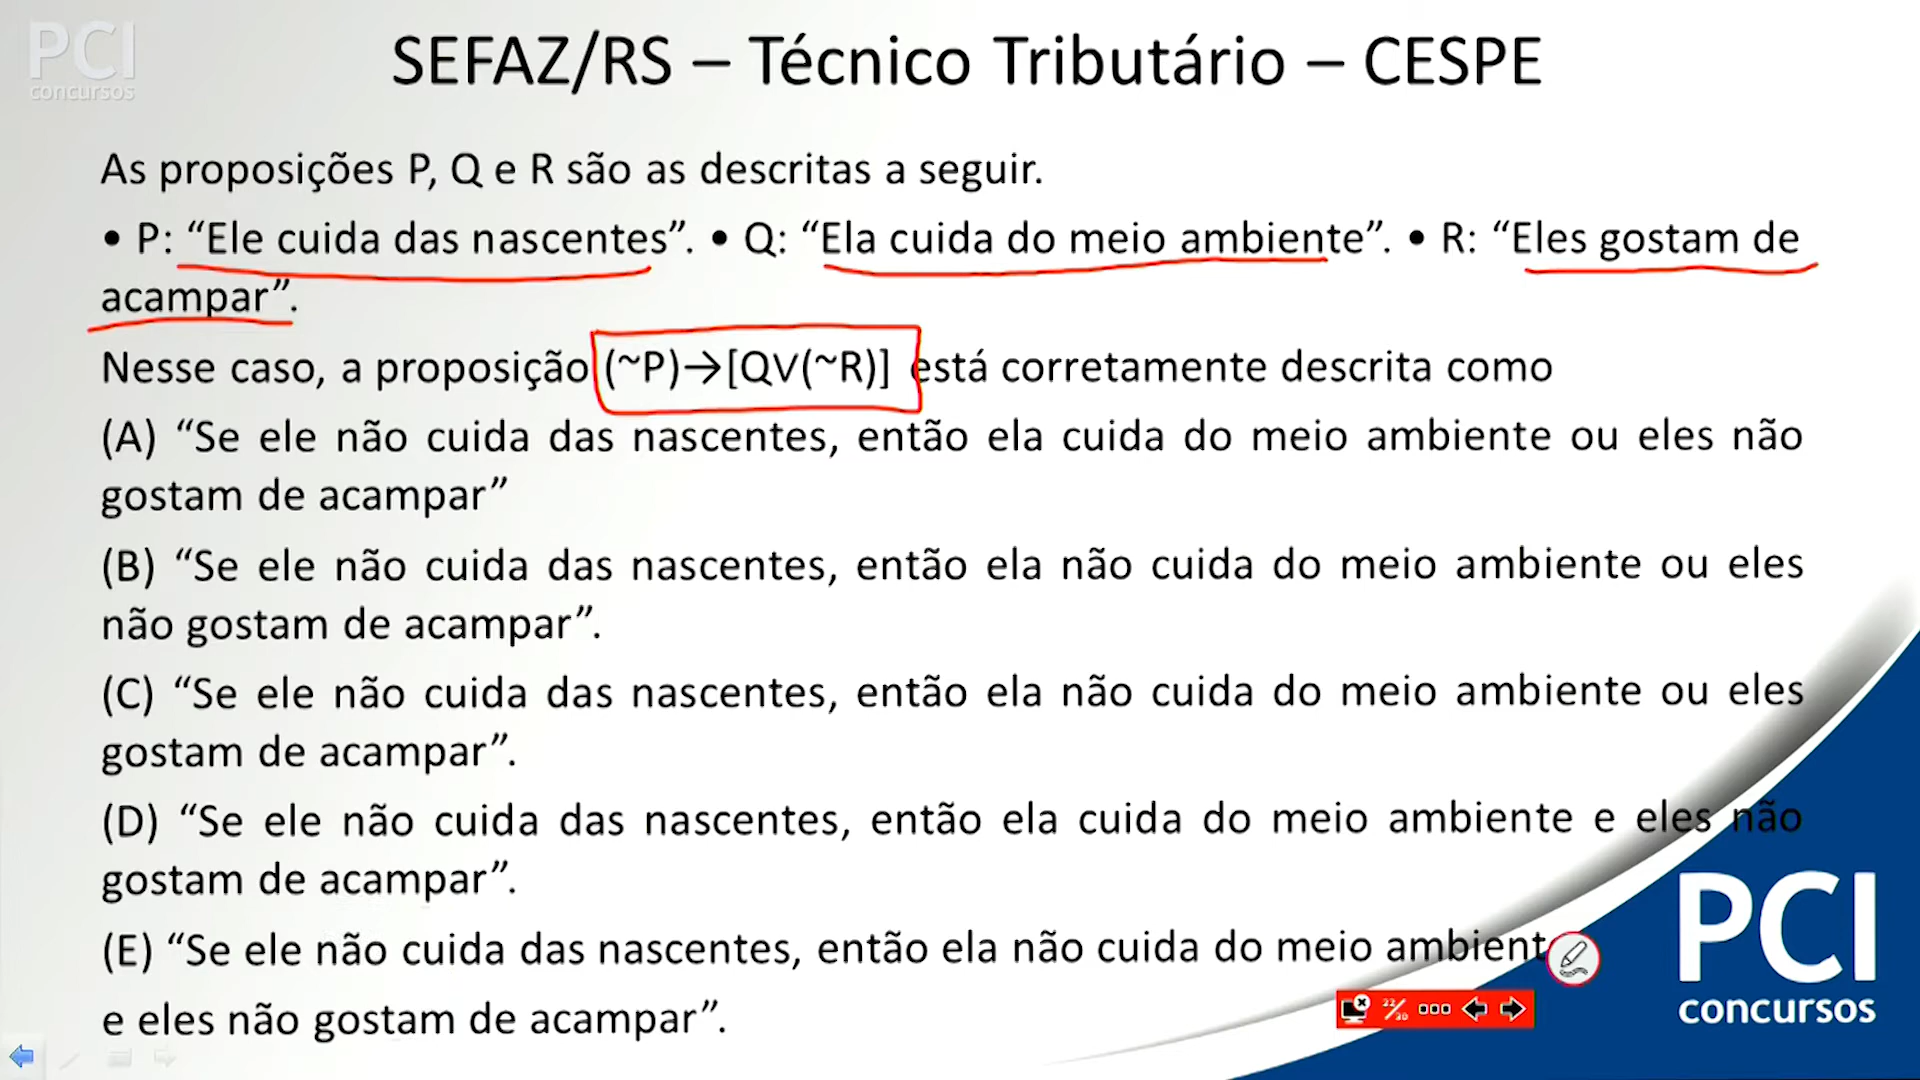 PCI
concursos
SEFAZ/RS – Técnico Tributário – CESPE
As proposições P, Q e R são as descritas a seguir.
• P: “Ele cuida das nascentes”. • Q: “Ela cuida do meio ambiente”. • R: “Eles gostam de
acampar”.
Nesse caso, a proposição (~P)→[Q∨(~R)] está corretamente descrita como
(A) “Se ele não cuida das nascentes, então ela cuida do meio ambiente ou eles não
gostam de acampar”
(B) “Se ele não cuida das nascentes, então ela não cuida do meio ambiente ou eles
não gostam de acampar”.
(C) “Se ele não cuida das nascentes, então ela não cuida do meio ambiente ou eles
gostam de acampar”.
(D) “Se ele não cuida das nascentes, então ela cuida do meio ambiente e eles não
gostam de acampar”.
(E) “Se ele não cuida das nascentes, então ela não cuida do meio ambient
e eles não gostam de acampar”.
22/30
PCI
concursos